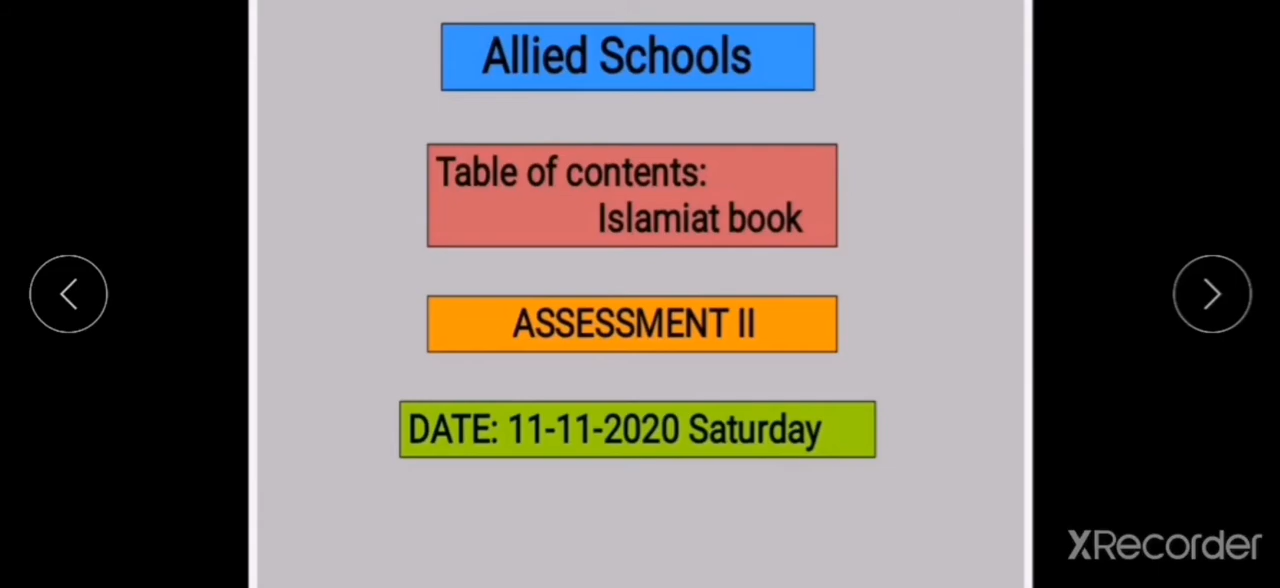 Allied Schools
Table of contents:
Islamiat book
ASSESSMENT II
DATE: 11-11-2020 Saturday
XRecorder